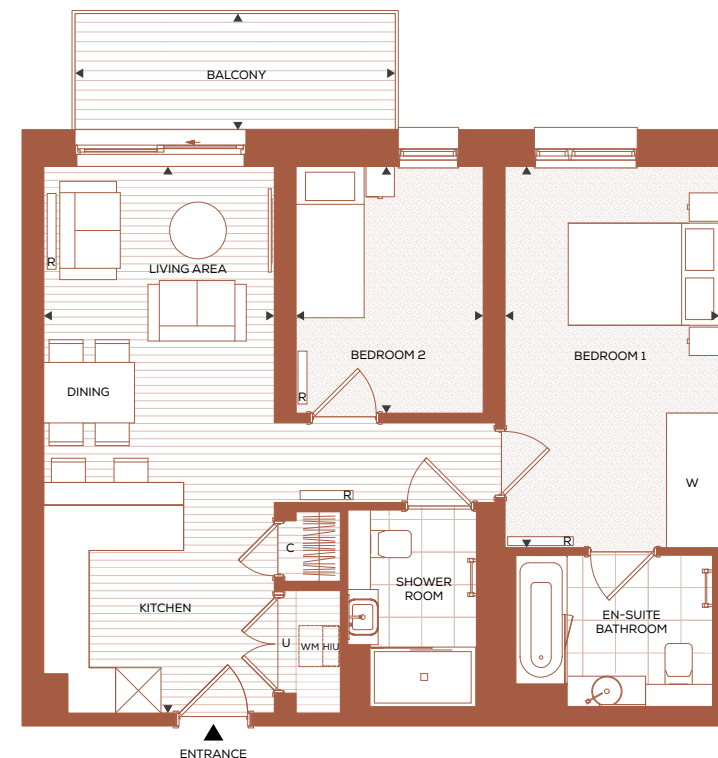 BALCONY
R
LIVING AREA
BEDROOM 2
BEDROOM 1
DINING
R
W
R
R
C
SHOWER
ROOM
KITCHEN
U
WM HIU
EN-SUITE
BATHROOM
ENTRANCE